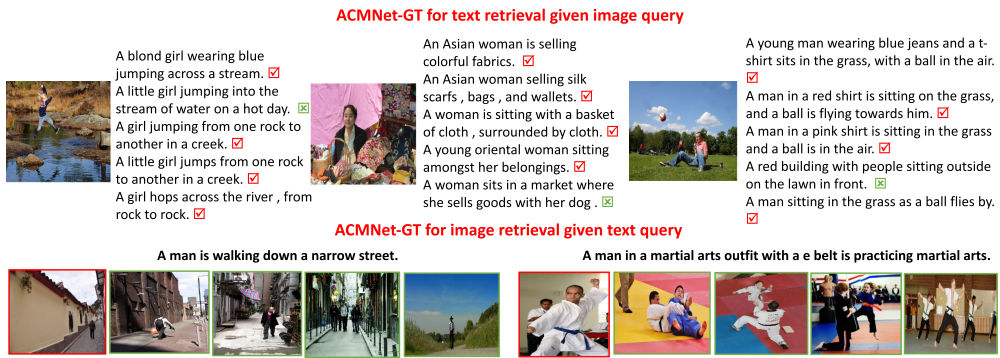 ACMNet-GT for text retrieval given image query
A blond girl wearing blue
jumping across a stream. ☑
A little girl jumping into the
stream of water on a hot day. ☒
A girl jumping from one rock to
another in a creek. ☑
A little girl jumps from one rock
to another in a creek. ☑
A girl hops across the river , from
rock to rock. ☑
An Asian woman is selling
colorful fabrics. ☑
An Asian woman selling silk
scarfs , bags , and wallets. ☑
A woman is sitting with a basket
of cloth , surrounded by cloth. ☑
A young oriental woman sitting
amongst her belongings. ☑
A woman sits in a market where
she sells goods with her dog . ☒
A young man wearing blue jeans and a t-
shirt sits in the grass, with a ball in the air.
☑
A man in a red shirt is sitting on the grass,
and a ball is flying towards him. ☑
A man in a pink shirt is sitting in the grass
and a ball is in the air. ☑
A red building with people sitting outside
on the lawn in front. ☒
A man sitting in the grass as a ball flies by.
☑
ACMNet-GT for image retrieval given text query
A man is walking down a narrow street.
A man in a martial arts outfit with a e belt is practicing martial arts.